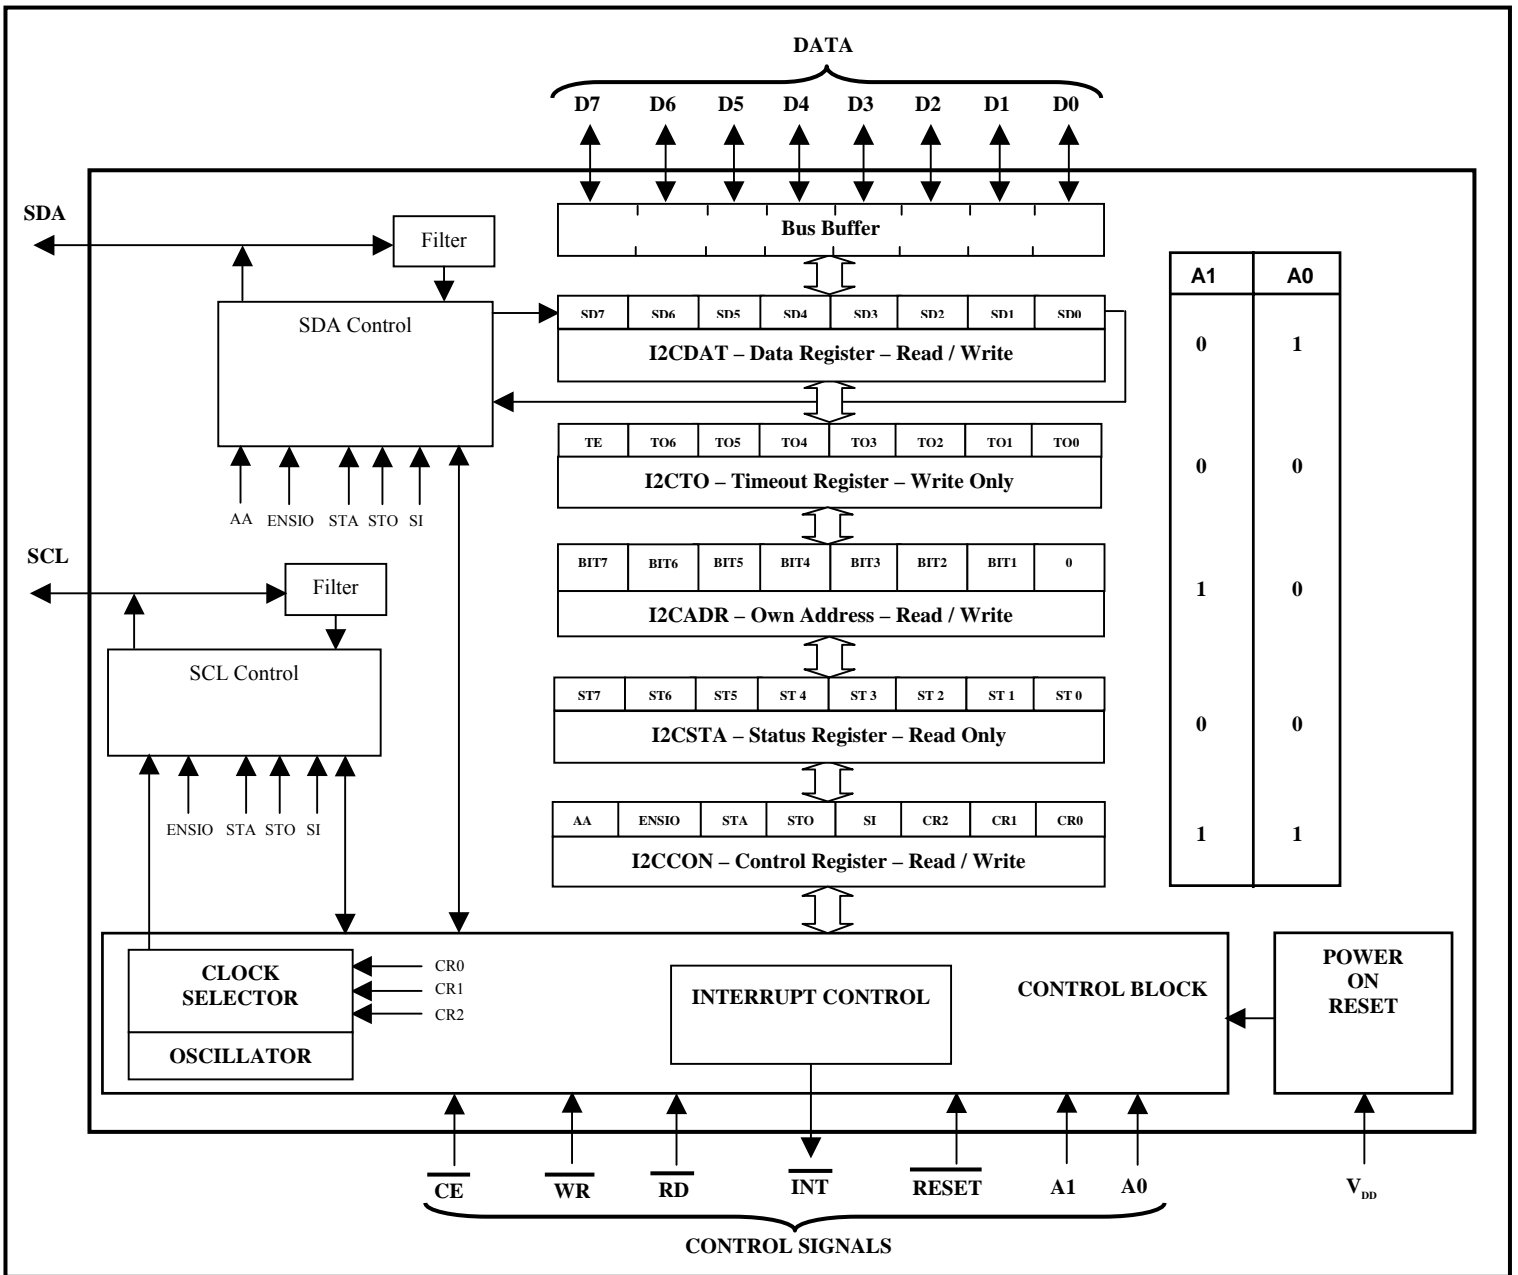 DATA
D7 D6 D5 D4 D3 D2 D1 D0
SDA
Filter
Bus Buffer
A1 A0
SDA Control
SD7 SD6 SD5 SD4 SD3 SD2 SD1 SD0
I2CDAT – Data Register – Read / Write
0 1
TE TO6 TO5 TO4 TO3 TO2 TO1 TO0
I2CTO – Timeout Register – Write Only
0 0
AA ENSIO STA STO SI
SCL
Filter
BIT7 BIT6 BIT5 BIT4 BIT3 BIT2 BIT1 0
I2CADR – Own Address – Read / Write
1 0
SCL Control
ST7 ST6 ST5 ST 4 ST 3 ST 2 ST 1 ST 0
I2CSTA – Status Register – Read Only
0 0
ENSIO STA STO SI
AA ENSIO STA STO SI CR2 CR1 CR0
I2CCON – Control Register – Read / Write
1 1
CLOCK
SELECTOR
OSCILLATOR
CR0
CR1
CR2
INTERRUPT CONTROL
CONTROL BLOCK
POWER
ON
RESET
CE WR RD INT RESET A1 A0 VDD
CONTROL SIGNALS